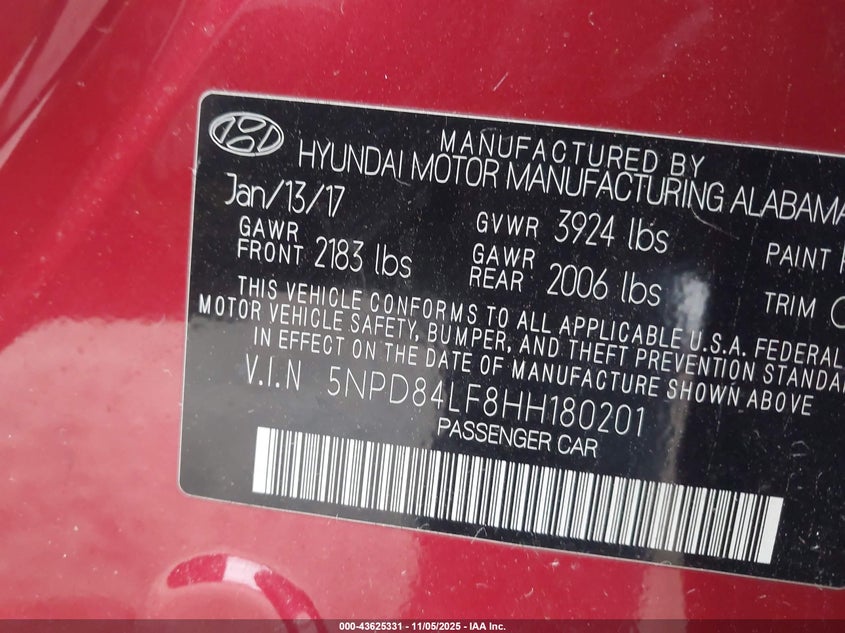 MANUFACTURED BY
HYUNDAI MOTOR MANUFACTURING ALABAMA
Jan/13/17
GVWR 3924 lbs
PAINT
GAWR FRONT 2183 lbs
GAWR REAR 2006 lbs
TRIM
THIS VEHICLE CONFORMS TO ALL APPLICABLE U.S.A. FEDERAL
MOTOR VEHICLE SAFETY, BUMPER, AND THEFT PREVENTION STANDA
IN EFFECT ON THE DATE OF MANUFACTURE SHOWN ABOVE
V.I.N 5NPD84LF8HH180201
PASSENGER CAR
000-43625331 - 11/05/2025 - IAA Inc.